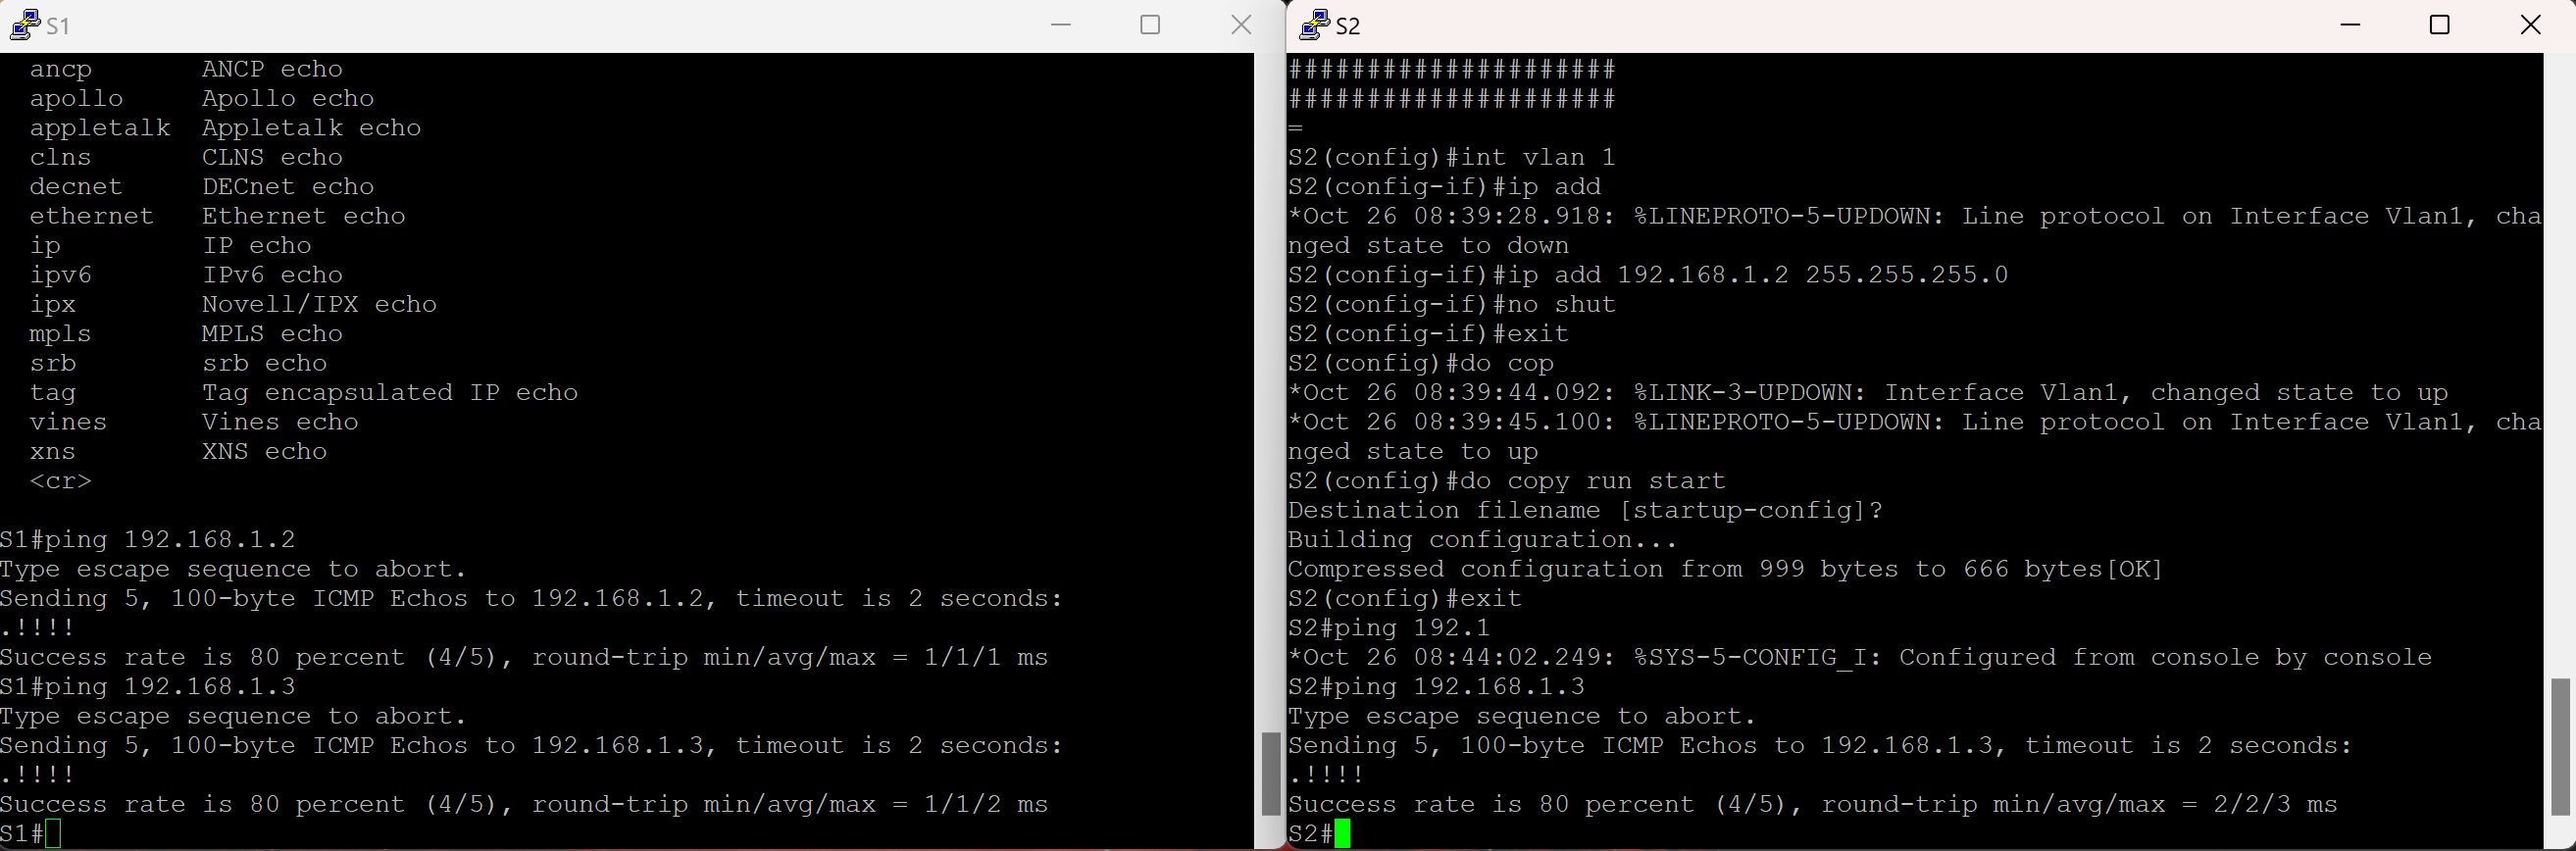 S1
ancp       ANCP echo
apollo     Apollo echo
appletalk  Appletalk echo
clns       CLNS echo
decnet     DECnet echo
ethernet   Ethernet echo
ip         IP echo
ipv6       IPv6 echo
ipx        Novell/IPX echo
mpls       MPLS echo
srb        srb echo
tag        Tag encapsulated IP echo
vines      Vines echo
xns        XNS echo
<cr>
S1#ping 192.168.1.2
Type escape sequence to abort.
Sending 5, 100-byte ICMP Echos to 192.168.1.2, timeout is 2 seconds:
.!!!!
Success rate is 80 percent (4/5), round-trip min/avg/max = 1/1/1 ms
S1#ping 192.168.1.3
Type escape sequence to abort.
Sending 5, 100-byte ICMP Echos to 192.168.1.3, timeout is 2 seconds:
.!!!!
Success rate is 80 percent (4/5), round-trip min/avg/max = 1/1/2 ms
S1#
S2
#####################
#####################
=
S2(config)#int vlan 1
S2(config-if)#ip add
*Oct 26 08:39:28.918: %LINEPROTO-5-UPDOWN: Line protocol on Interface Vlan1, cha
nged state to down
S2(config-if)#ip add 192.168.1.2 255.255.255.0
S2(config-if)#no shut
S2(config-if)#exit
S2(config)#do cop
*Oct 26 08:39:44.092: %LINK-3-UPDOWN: Interface Vlan1, changed state to up
*Oct 26 08:39:45.100: %LINEPROTO-5-UPDOWN: Line protocol on Interface Vlan1, cha
nged state to up
S2(config)#do copy run start
Destination filename [startup-config]?
Building configuration...
Compressed configuration from 999 bytes to 666 bytes[OK]
S2(config)#exit
S2#ping 192.1
*Oct 26 08:44:02.249: %SYS-5-CONFIG_I: Configured from console by console
S2#ping 192.168.1.3
Type escape sequence to abort.
Sending 5, 100-byte ICMP Echos to 192.168.1.3, timeout is 2 seconds:
.!!!!
Success rate is 80 percent (4/5), round-trip min/avg/max = 2/2/3 ms
S2#